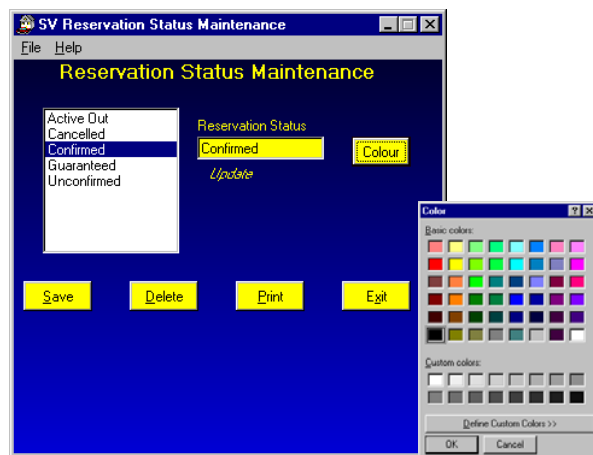 SV Reservation Status Maintenance
File Help
Reservation Status Maintenance
Active Out
Cancelled
Confirmed
Guaranteed
Unconfirmed
Reservation Status
Confirmed
Update
Colour
Save Delete Print Exit
Color
Basic colors:
Custom colors:
Define Custom Colors >>
OK Cancel